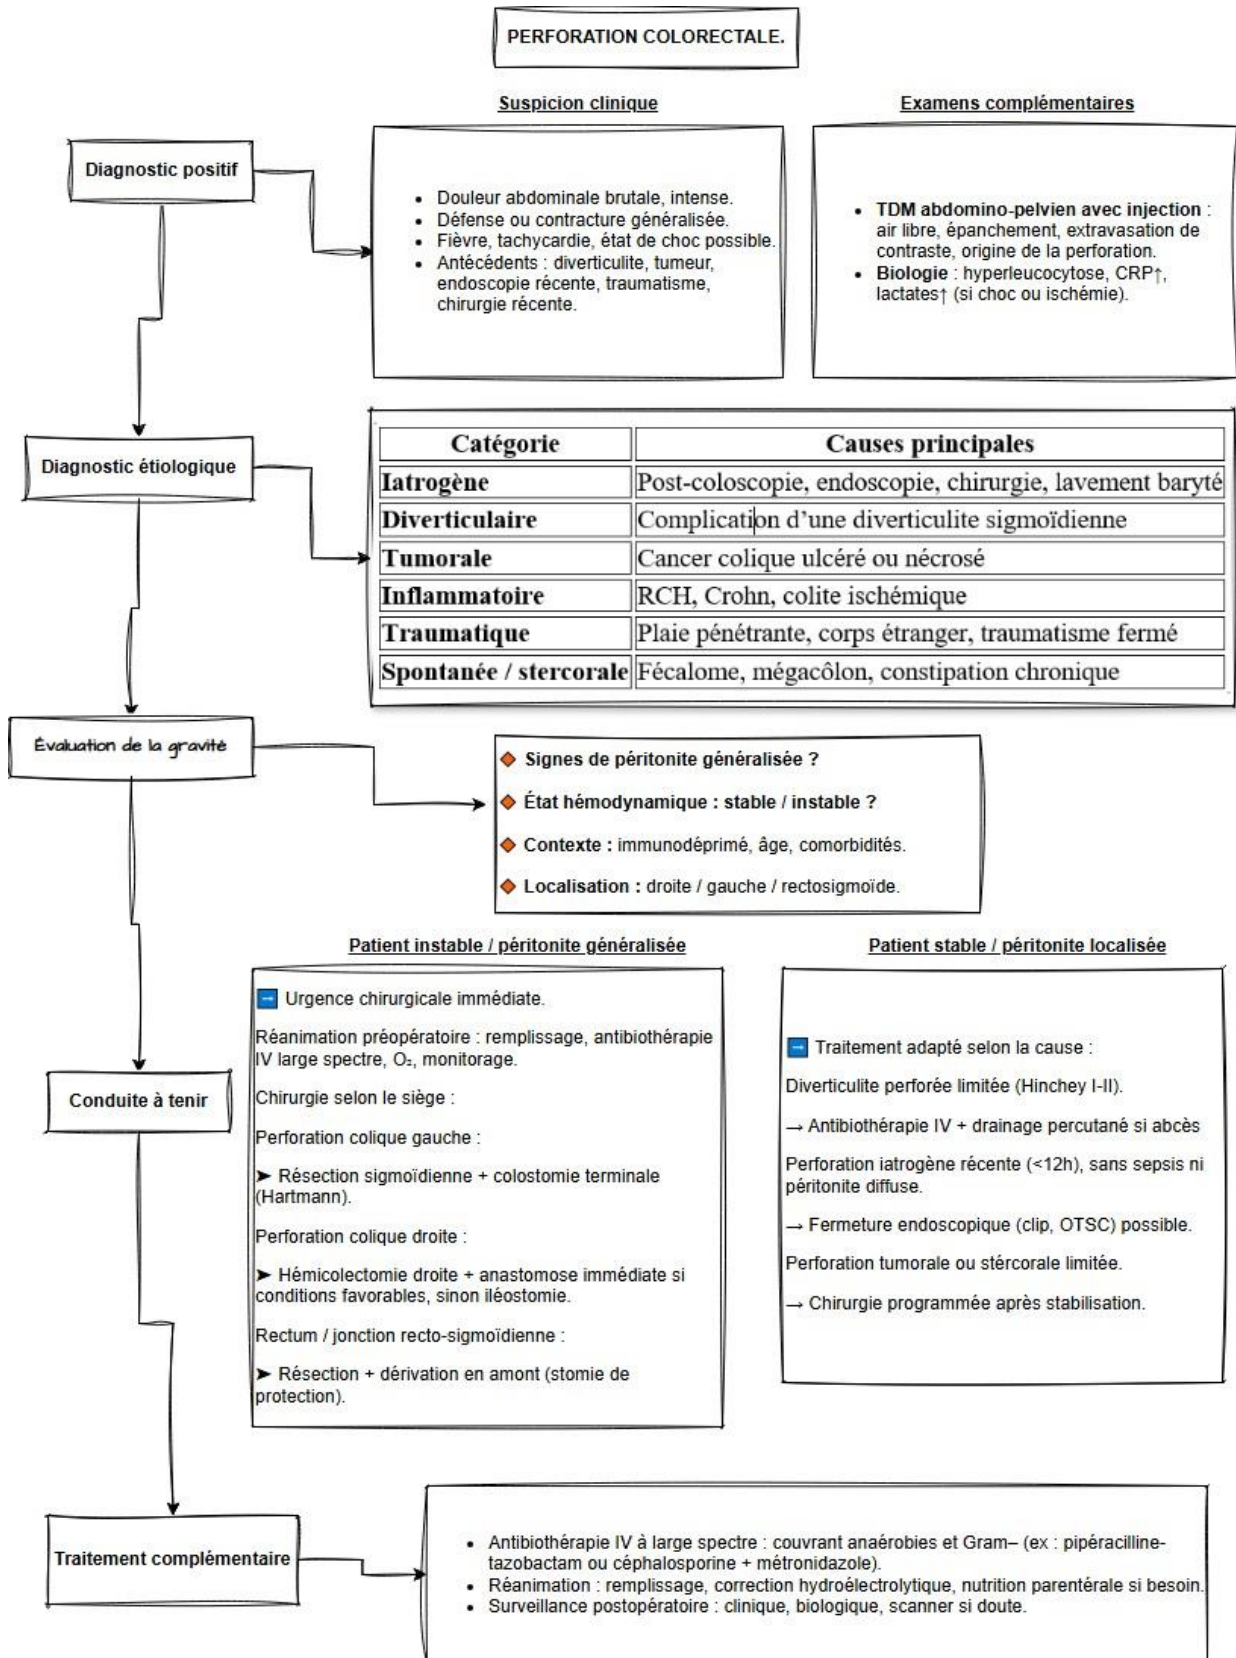 PERFORATION COLORECTALE.
Suspicion clinique
Examens complémentaires
Diagnostic positif
• Douleur abdominale brutale, intense.
• Défense ou contracture généralisée.
• Fièvre, tachycardie, état de choc possible.
• Antécédents : diverticulite, tumeur,
endoscopie récente, traumatisme,
chirurgie récente.
• TDM abdomino-pelvien avec injection :
air libre, épanchement, extravasation de
contraste, origine de la perforation.
• Biologie : hyperleucocytose, CRP↑,
lactates↑ (si choc ou ischémie).
Diagnostic étiologique
Catégorie Causes principales
Iatrogène Post-coloscopie, endoscopie, chirurgie, lavement baryté
Diverticulaire Complication d’une diverticulite sigmoïdienne
Tumorale Cancer colique ulcéré ou nécrosé
Inflammatoire RCH, Crohn, colite ischémique
Traumatique Plaie pénétrante, corps étranger, traumatisme fermé
Spontanée / stercorale Fécalome, mégacôlon, constipation chronique
Évaluation de la gravité
Signes de péritonite généralisée ?
État hémodynamique : stable / instable ?
Contexte : immunodéprimé, âge, comorbidités.
Localisation : droite / gauche / rectosigmoïde.
Conduite à tenir
Patient instable / péritonite généralisée
➡ Urgence chirurgicale immédiate.
Réanimation préopératoire : remplissage, antibiothérapie
IV large spectre, O₂, monitorage.
Chirurgie selon le siège :
Perforation colique gauche :
➤ Résection sigmoïdienne + colostomie terminale
(Hartmann).
Perforation colique droite :
➤ Hémicolectomie droite + anastomose immédiate si
conditions favorables, sinon iléostomie.
Rectum / jonction recto-sigmoïdienne :
➤ Résection + dérivation en amont (stomie de
protection).
Patient stable / péritonite localisée
➡ Traitement adapté selon la cause :
Diverticulite perforée limitée (Hinchey I-II).
→ Antibiothérapie IV + drainage percutané si abcès
Perforation iatrogène récente (<12h), sans sepsis ni
péritonite diffuse.
→ Fermeture endoscopique (clip, OTSC) possible.
Perforation tumorale ou stércorale limitée.
→ Chirurgie programmée après stabilisation.
Traitement complémentaire
• Antibiothérapie IV à large spectre : couvrant anaérobies et Gram– (ex : pipéracilline-
tazobactam ou céphalosporine + métronidazole).
• Réanimation : remplissage, correction hydroélectrolytique, nutrition parentérale si besoin.
• Surveillance postopératoire : clinique, biologique, scanner si doute.